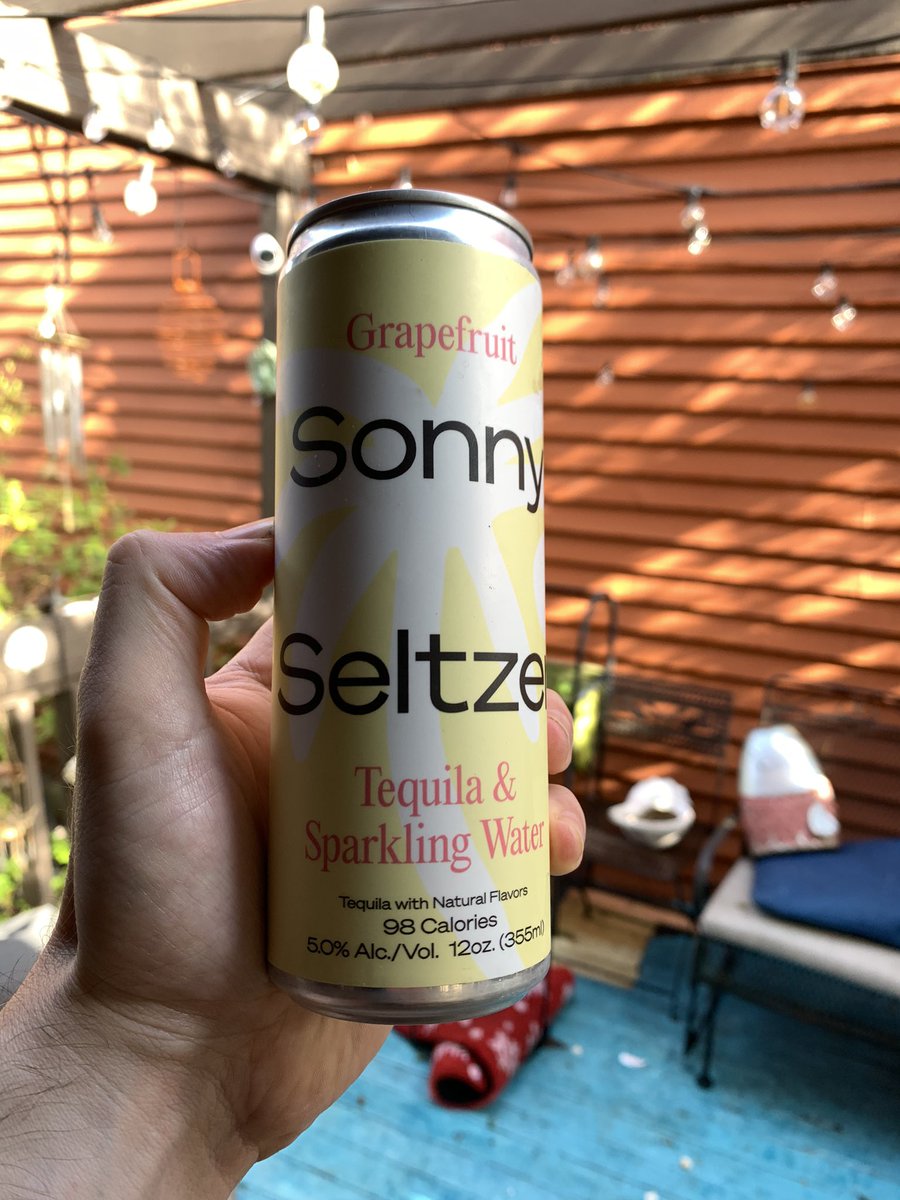 Grapefruit
Sonny
Seltze
Tequila &
Sparkling Water
Tequila with Natural Flavors
98 Calories
5.0% Alc./Vol. 12oz. (355ml)